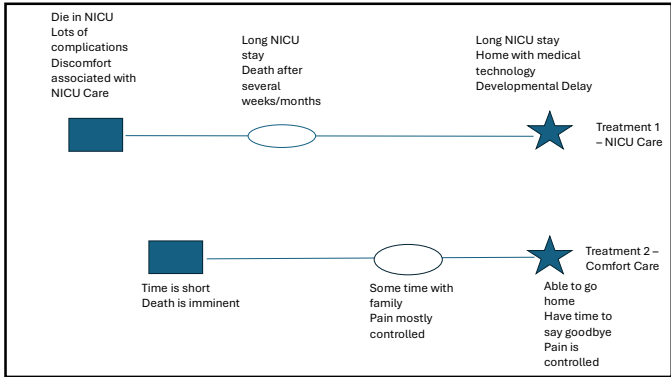 Die in NICU
Lots of
complications
Discomfort
associated with
NICU Care
Long NICU
stay
Death after
several
weeks/months
Long NICU stay
Home with medical
technology
Developmental Delay
Treatment 1
– NICU Care
Treatment 2 –
Comfort Care
Time is short
Death is imminent
Some time with
family
Pain mostly
controlled
Able to go
home
Have time to
say goodbye
Pain is
controlled